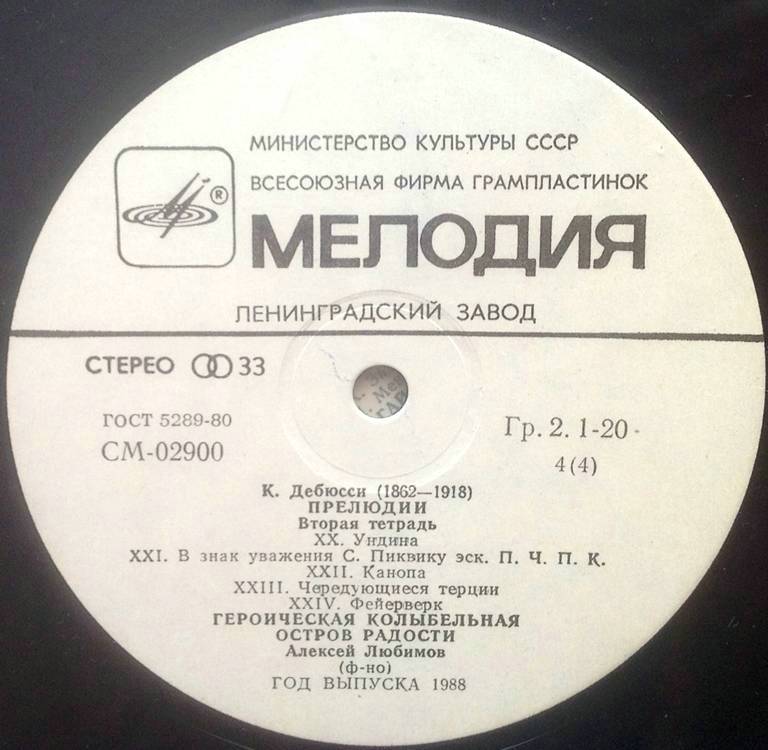 МИНИСТЕРСТВО КУЛЬТУРЫ СССР
ВСЕСОЮЗНАЯ ФИРМА ГРАМПЛАСТИНОК
®
МЕЛОДИЯ
ЛЕНИНГРАДСКИЙ ЗАВОД
СТЕРЕО 33
ГОСТ 5289-80
СМ-02900
Гр. 2. 1-20
4(4)
К. Дебюсси (1862—1918)
ПРЕЛЮДИИ
Вторая тетрадь
XX. Ундина
XXI. В знак уважения С. Пиквику эск. П. Ч. П. К.
XXII. Канопа
XXIII. Чередующиеся терции
XXIV. Фейерверк
ГЕРОИЧЕСКАЯ КОЛЫБЕЛЬНАЯ
ОСТРОВ РАДОСТИ
Алексей Любимов
(ф-но)
ГОД ВЫПУСКА 1988